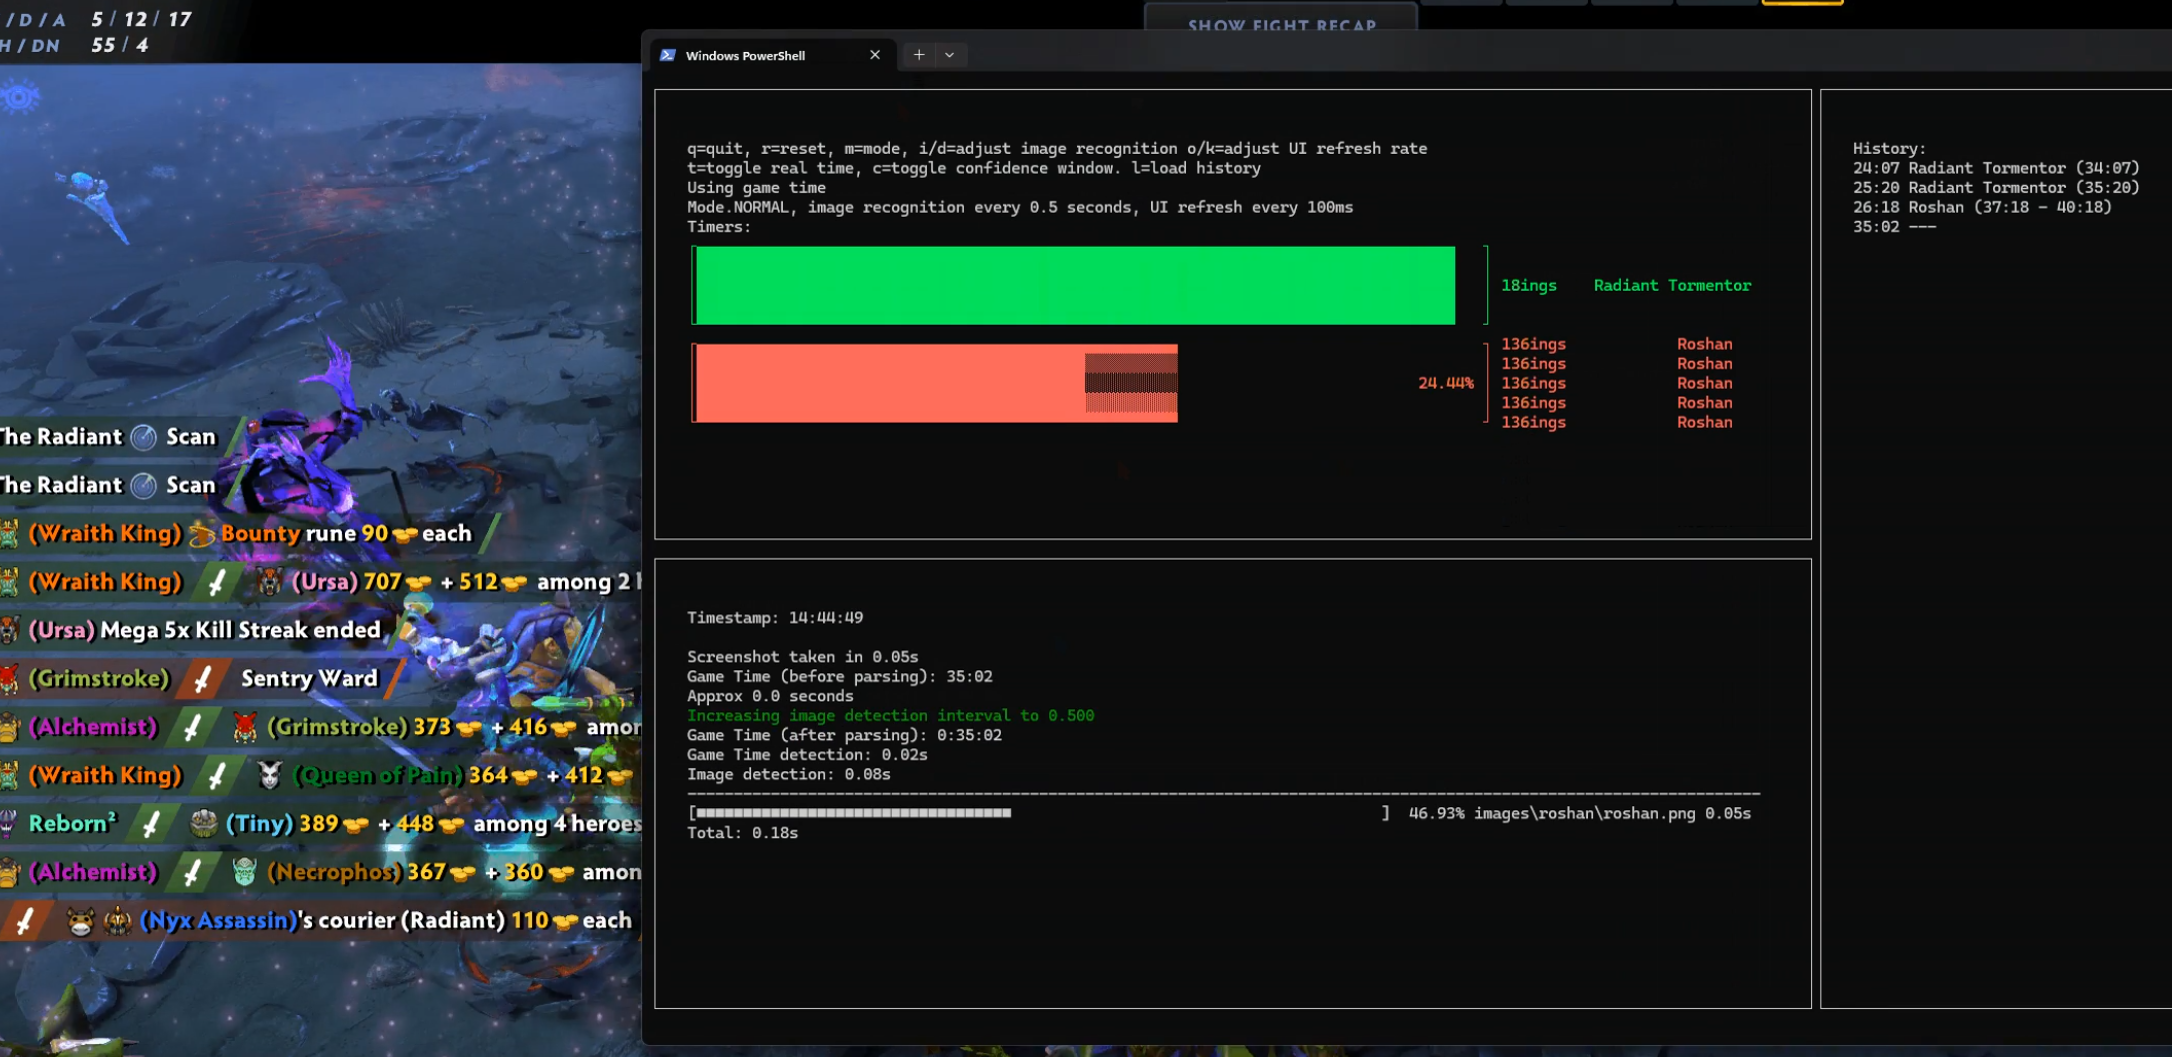 / D / A 5 / 12 / 17
H / DN 55 / 4
SHOW FIGHT RECAP
Windows PowerShell
q=quit, r=reset, m=mode, i/d=adjust image recognition o/k=adjust UI refresh rate
t=toggle real time, c=toggle confidence window. l=load history
Using game time
Mode.NORMAL, image recognition every 0.5 seconds, UI refresh every 100ms
Timers:
18ings Radiant Tormentor
136ings Roshan
136ings Roshan
24.44% 136ings Roshan
136ings Roshan
136ings Roshan
History:
24:07 Radiant Tormentor (34:07)
25:20 Radiant Tormentor (35:20)
26:18 Roshan (37:18 - 40:18)
35:02 ---
Timestamp: 14:44:49
Screenshot taken in 0.05s
Game Time (before parsing): 35:02
Approx 0.0 seconds
Increasing image detection interval to 0.500
Game Time (after parsing): 0:35:02
Game Time detection: 0.02s
Image detection: 0.08s
[ ] 46.93% images\roshan\roshan.png 0.05s
Total: 0.18s
The Radiant Scan
The Radiant Scan
(Wraith King) Bounty rune 90 each
(Wraith King) (Ursa) 707 + 512 among 2
(Ursa) Mega 5x Kill Streak ended
(Grimstroke) Sentry Ward
(Alchemist) (Grimstroke) 373 + 416 amon
(Wraith King) (Queen of Pain) 364 + 412
Reborn² (Tiny) 389 + 448 among 4 heroes
(Alchemist) (Necrophos) 367 + 360 amon
(Nyx Assassin)'s courier (Radiant) 110 each